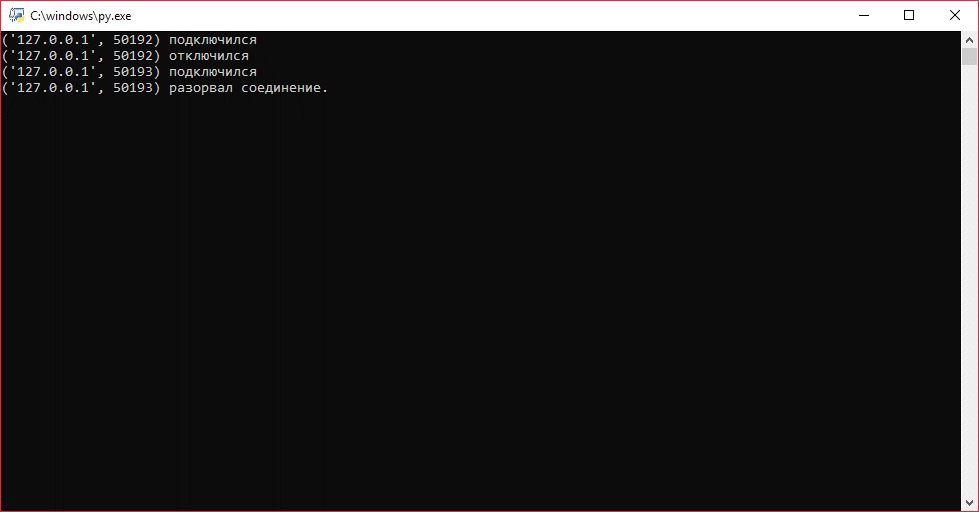 C:\windows\py.exe
('127.0.0.1', 50192) подключился
('127.0.0.1', 50192) отключился
('127.0.0.1', 50193) подключился
('127.0.0.1', 50193) разорвал соединение.